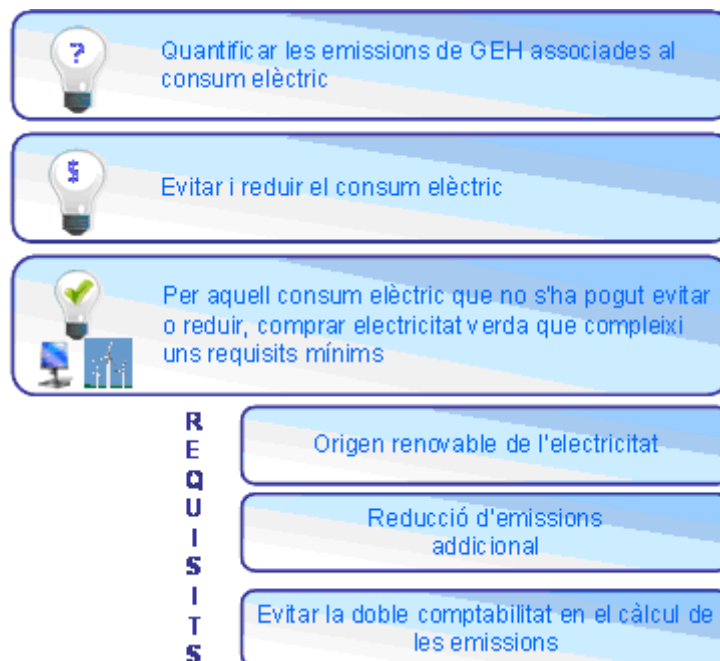 ?
Quantificar les emissions de GEH associades al
consum elèctric
$
Evitar i reduir el consum elèctric
Per aquell consum elèctric que no s'ha pogut evitar
o reduir, comprar electricitat verda que compleixi
uns requisits mínims
REQUISITS
Origen renovable de l'electricitat
Reducció d'emissions
addicional
Evitar la doble comptabilitat en el càlcul de
les emissions